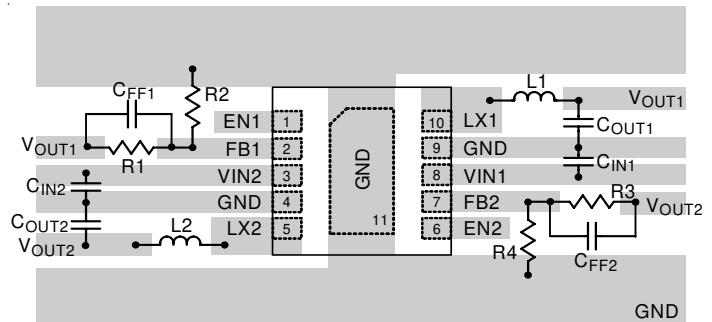 CFF1
R2
EN1
1
VOUT1
R1
FB1
2
VIN2
3
CIN2
GND
4
COUT2
VOUT2
L2
LX2
5
GND
11
L1
VOUT1
10
LX1
COUT1
9
GND
CIN1
8
VIN1
7
FB2
R3
VOUT2
6
EN2
R4
CFF2
GND